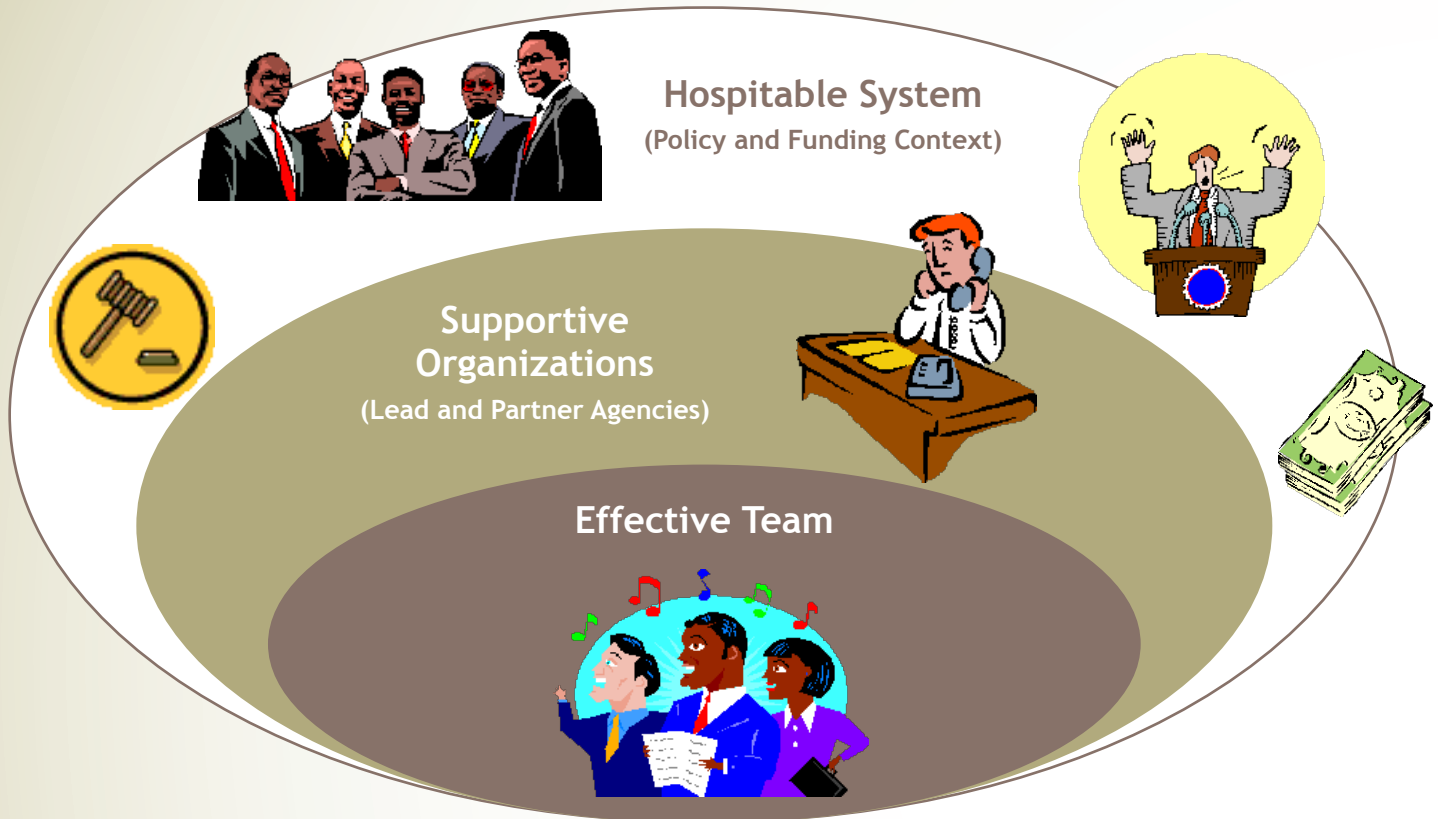 Hospitable System
(Policy and Funding Context)
Supportive
Organizations
(Lead and Partner Agencies)
Effective Team